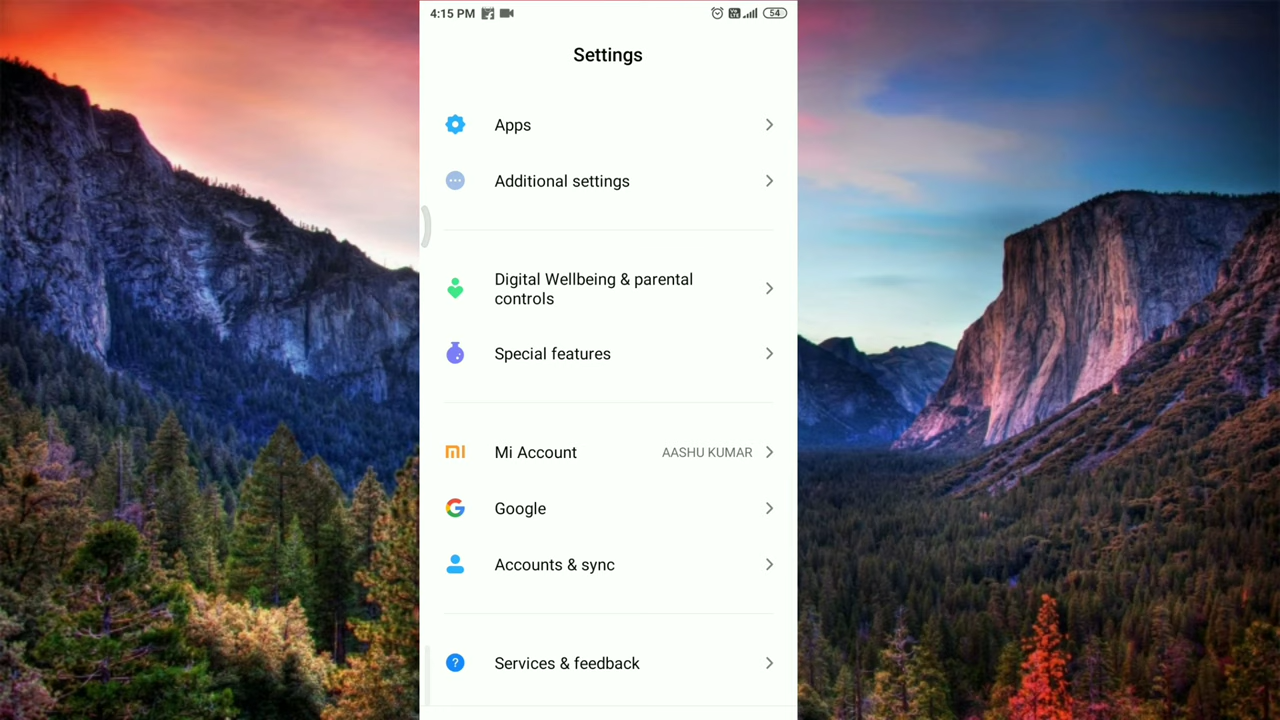 4:15 PM
54
Settings
Apps
Additional settings
Digital Wellbeing & parental
controls
Special features
Mi Account AASHU KUMAR
Google
Accounts & sync
? Services & feedback